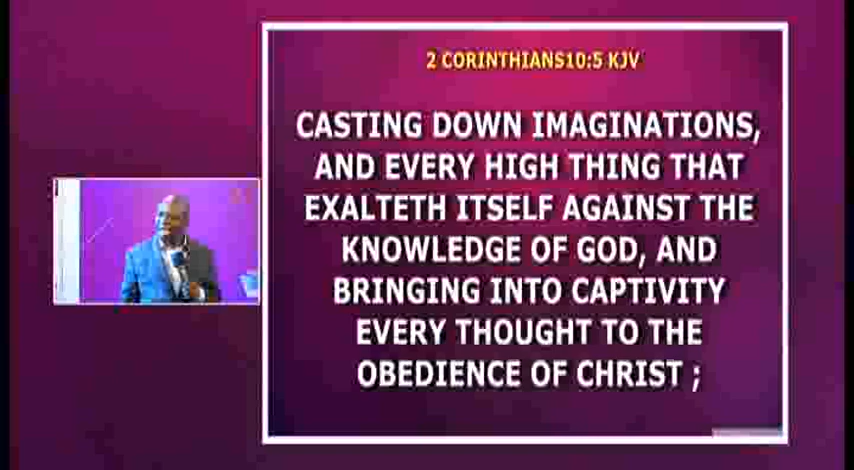 2 CORINTHIANS10:5 KJV
CASTING DOWN IMAGINATIONS,
AND EVERY HIGH THING THAT
EXALTETH ITSELF AGAINST THE
KNOWLEDGE OF GOD, AND
BRINGING INTO CAPTIVITY
EVERY THOUGHT TO THE
OBEDIENCE OF CHRIST ;